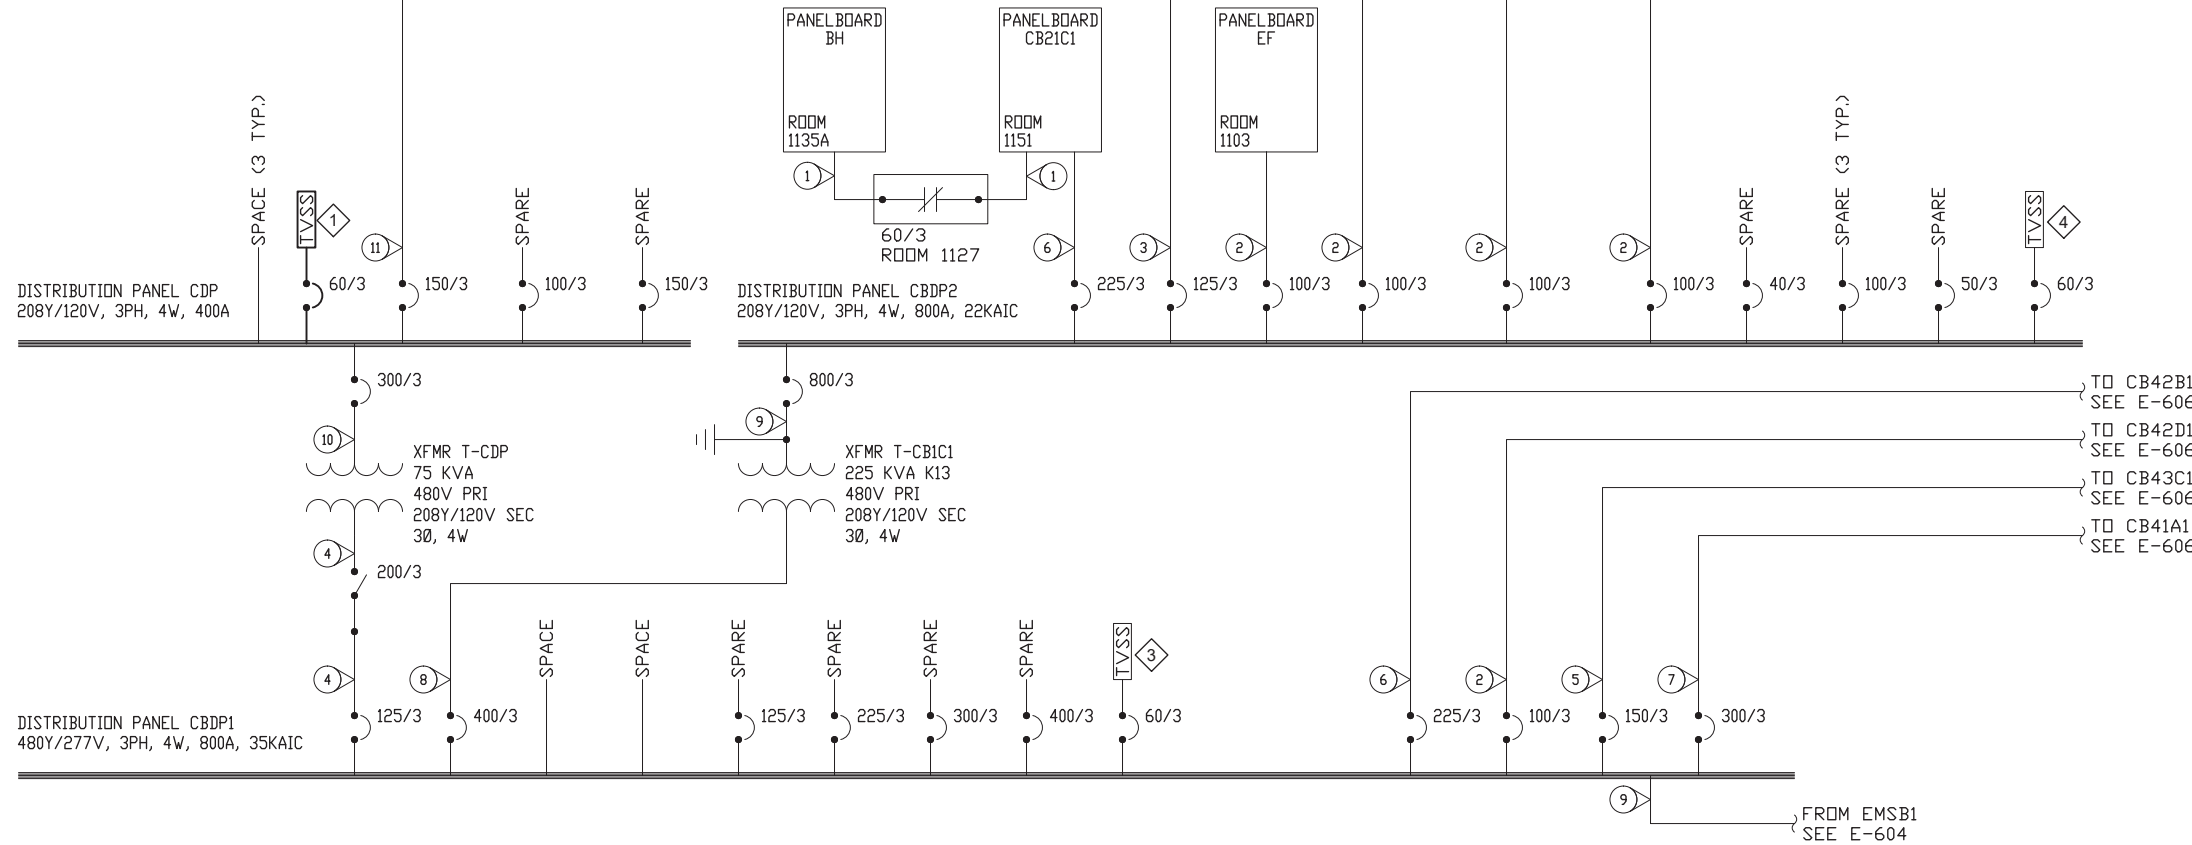 PANELBOARD
BH
ROOM
1135A
PANELBOARD
CB21C1
ROOM
1151
PANELBOARD
EF
ROOM
1103
1
1
60/3
ROOM 1127
SPACE (3 TYP.)
TVSS
1
60/3
11
150/3
SPARE
100/3
SPARE
150/3
DISTRIBUTION PANEL CDP
208Y/120V, 3PH, 4W, 400A
DISTRIBUTION PANEL CBDP2
208Y/120V, 3PH, 4W, 800A, 22KAIC
6
225/3
3
125/3
2
100/3
2
100/3
2
100/3
2
100/3
SPARE
40/3
SPARE (3 TYP.)
100/3
SPARE
50/3
TVSS
4
60/3
300/3
10
XFMR T-CDP
75 KVA
480V PRI
208Y/120V SEC
3Ø, 4W
4
200/3
4
125/3
800/3
9
XFMR T-CB1C1
225 KVA K13
480V PRI
208Y/120V SEC
3Ø, 4W
8
400/3
SPACE
SPACE
SPARE
125/3
SPARE
225/3
SPARE
300/3
SPARE
400/3
TVSS
3
60/3
TO CB42B1
SEE E-606
TO CB42D1
SEE E-606
TO CB43C1
SEE E-606
TO CB41A1
SEE E-606
6
225/3
2
100/3
5
150/3
7
300/3
DISTRIBUTION PANEL CBDP1
480Y/277V, 3PH, 4W, 800A, 35KAIC
9
FROM EMSB1
SEE E-604